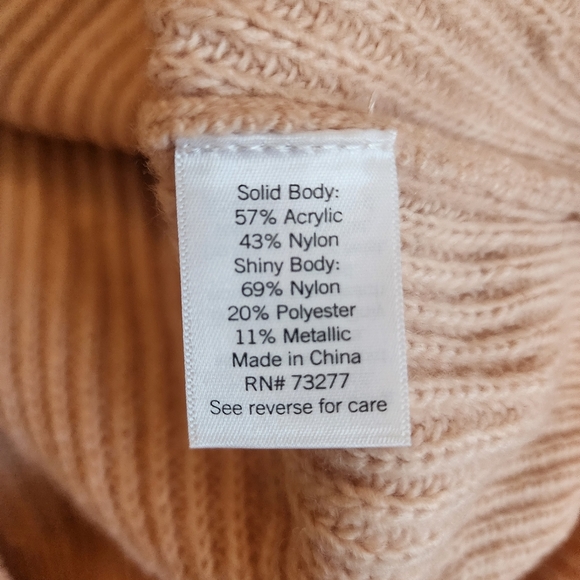 Solid Body:
57% Acrylic
43% Nylon
Shiny Body:
69% Nylon
20% Polyester
11% Metallic
Made in China
RN# 73277
See reverse for care